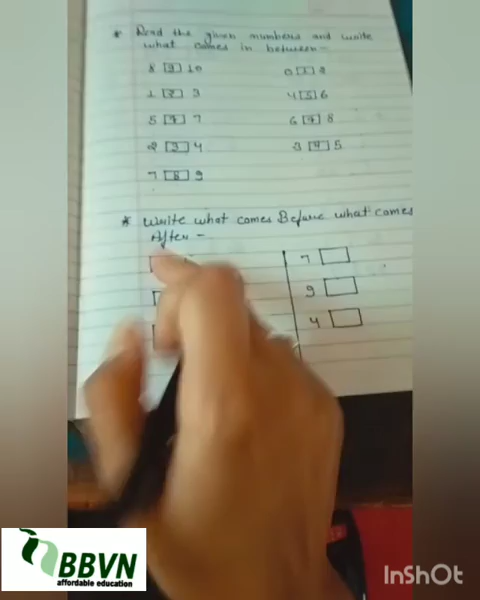 * Read the given numbers and write
what comes in between -
8 9 10
0 1 2
1 2 3
4 5 6
5 7 7
6 7 8
2 3 4
3 4 5
7 8 9
* Write what comes Before what comes
After -
7
9
4
BBVN
affordable education
InShOt